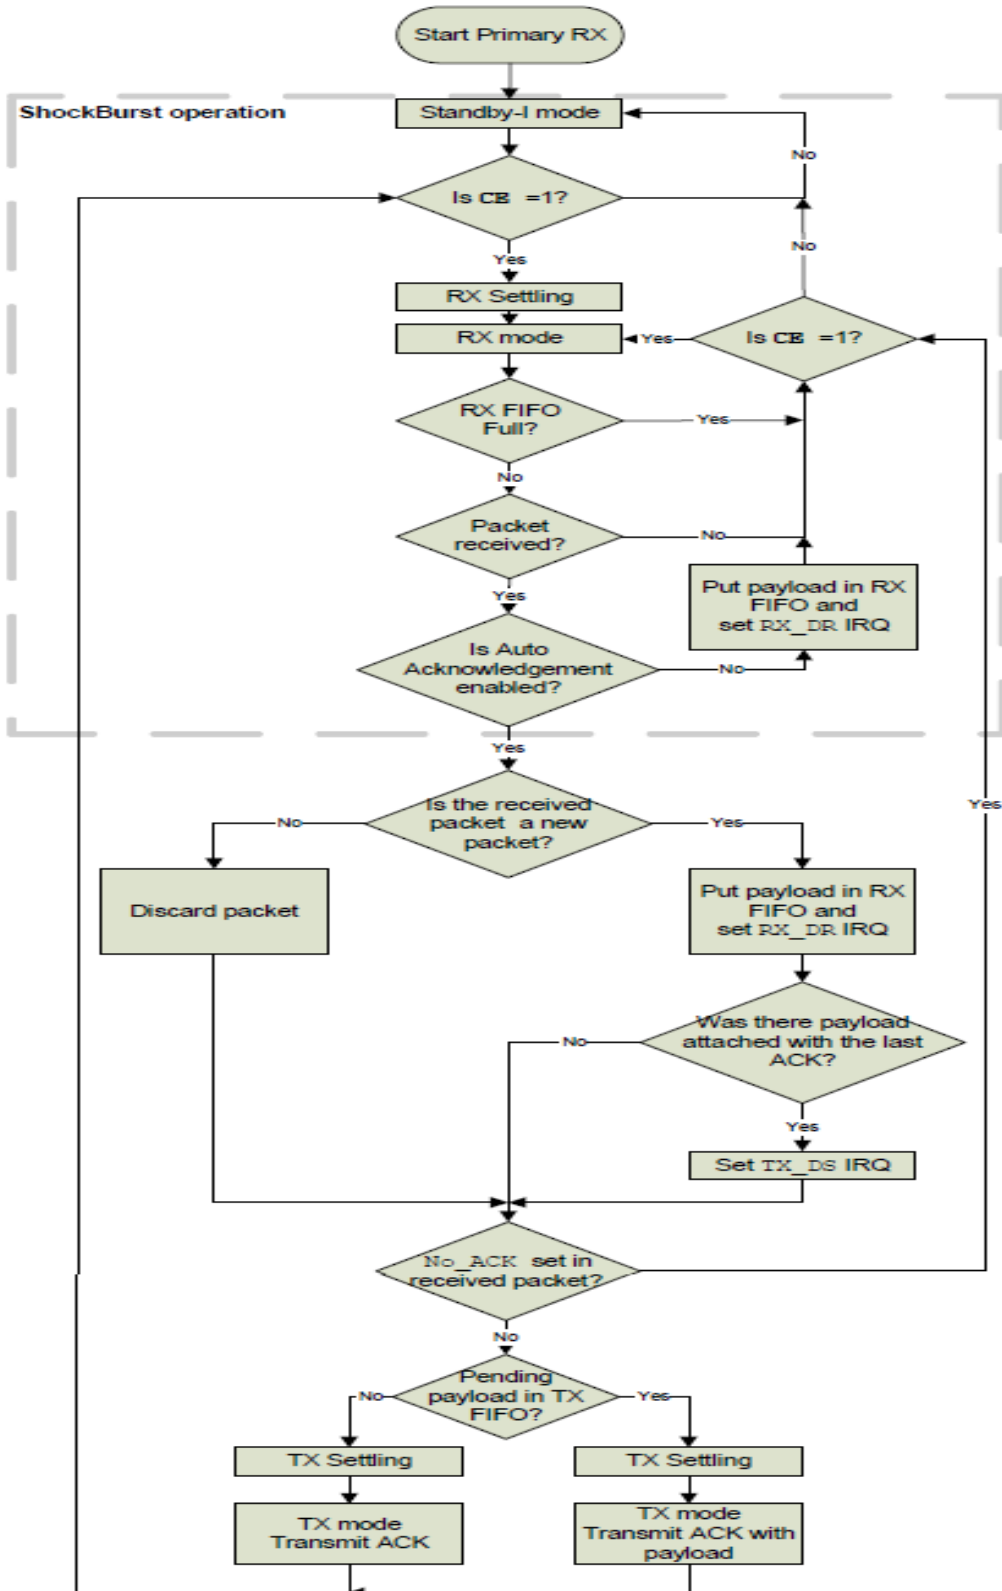 Start Primary RX
ShockBurst operation
Standby-I mode
No
Is CE =1?
No
Yes
RX Settling
RX mode
Yes
Is CE =1?
RX FIFO
Full?
Yes
No
Packet
received?
No
Put payload in RX
FIFO and
set RX_DR IRQ
Yes
Is Auto
Acknowledgement
enabled?
No
Yes
Is the received
packet a new
packet?
No
Yes
Yes
Discard packet
Put payload in RX
FIFO and
set RX_DR IRQ
Was there payload
attached with the last
ACK?
No
Yes
Set TX_DS IRQ
No_ACK set in
received packet?
No
Pending
payload in TX
FIFO?
No
Yes
TX Settling
TX Settling
TX mode
Transmit ACK
TX mode
Transmit ACK with
payload